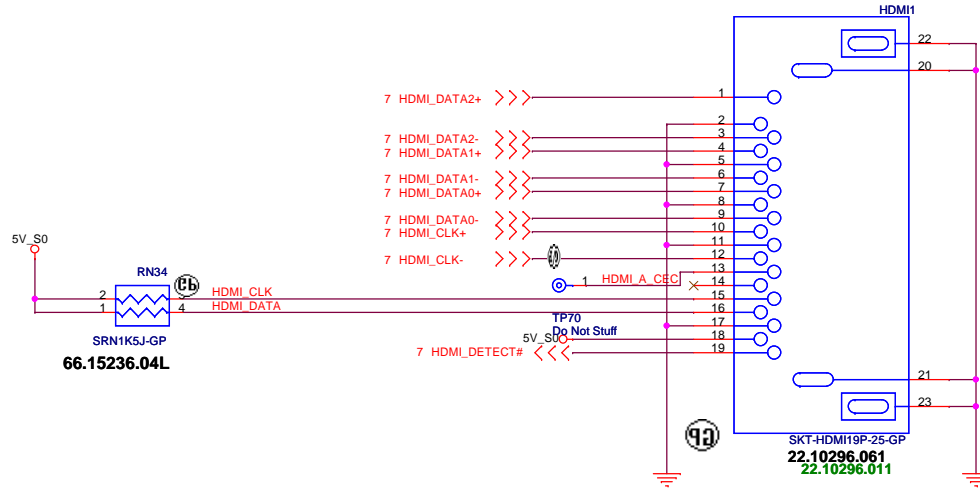 HDMI1
22
20
7 HDMI_DATA2+ 1
2
7 HDMI_DATA2- 3
7 HDMI_DATA1+ 4
5
7 HDMI_DATA1- 6
7 HDMI_DATA0+ 7
8
7 HDMI_DATA0- 9
7 HDMI_CLK+ 10
11
7 HDMI_CLK- 12
13
1 HDMI_A_CEC 14
15
16
17
TP70
Do Not Stuff
5V_S0 18
7 HDMI_DETECT# 19
21
23
5V_S0
RN34
2 3 HDMI_CLK
1 4 HDMI_DATA
SRN1K5J-GP
66.15236.04L
SKT-HDMI19P-25-GP
22.10296.061
22.10296.011